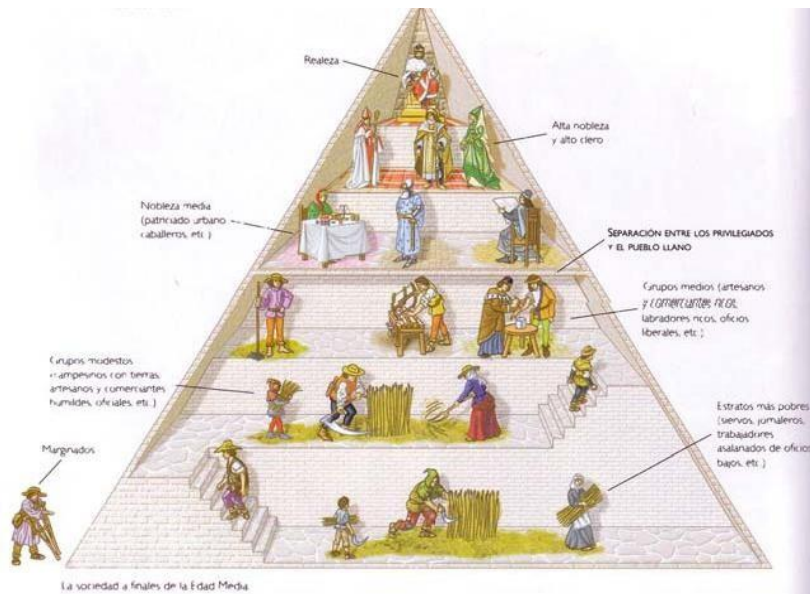 Realeza
Alta nobleza
y alto clero
Nobleza media
(patriciado urbano
caballeros, etc.)
SEPARACIÓN ENTRE LOS PRIVILEGIADOS
Y EL PUEBLO LLANO
Grupos medios (artesanos
y comerciantes ricos,
labradores ricos, oficios
liberales, etc.)
Grupos modestos
(campesinos con tierras,
artesanos y comerciantes
humildes, oficiales, etc.)
Estratos más pobres
(siervos, jornaleros,
trabajadores
asalariados de oficios
bajos, etc.)
Marginados
La sociedad a finales de la Edad Media